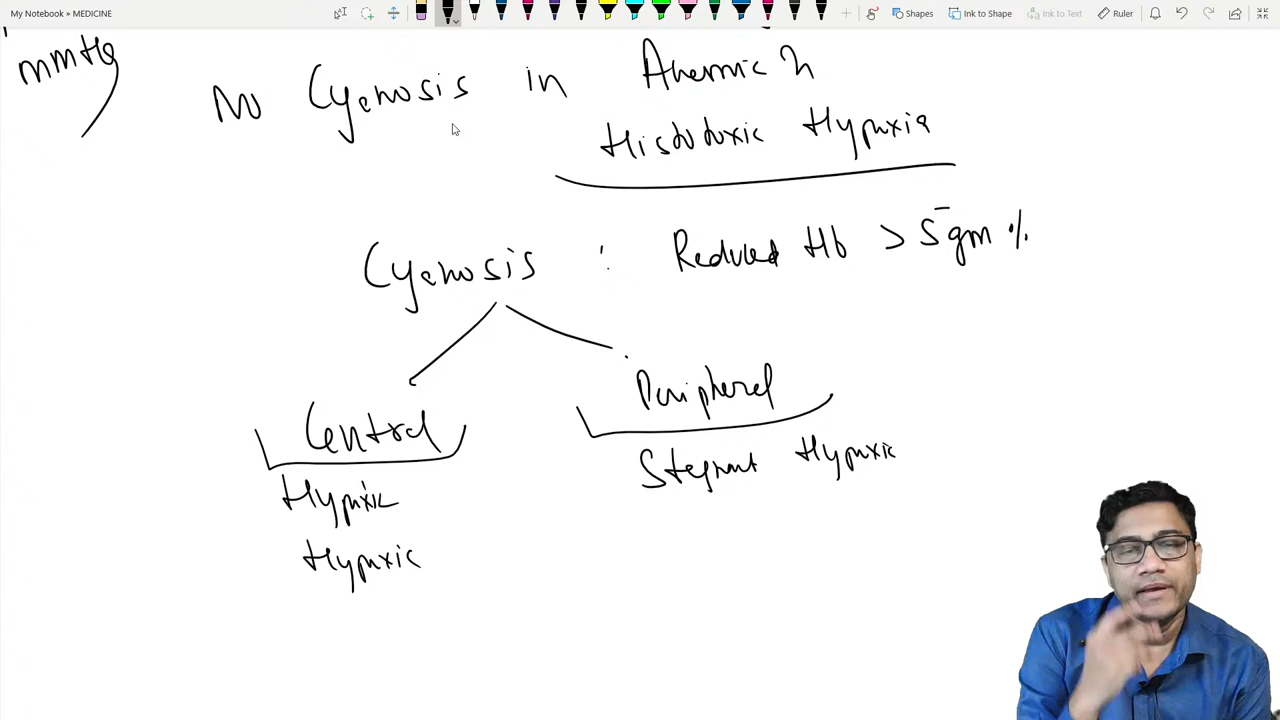 My Notebook = MEDICINE
Shapes Ink to Shape Ink to Text Ruler
mmHg)
No Cyanosis in Anemic &
Histotoxic Hypoxia
Cyanosis : Reduced Hb > 5gm %
Central Peripheral
Hypoxic Stagnant Hypoxia
Hypoxia